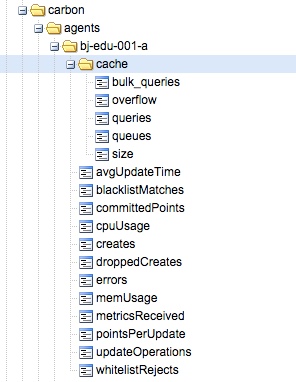 carbon
agents
bj-edu-001-a
cache
bulk_queries
overflow
queries
queues
size
avgUpdateTime
blacklistMatches
committedPoints
cpuUsage
creates
droppedCreates
errors
memUsage
metricsReceived
pointsPerUpdate
updateOperations
whitelistRejects